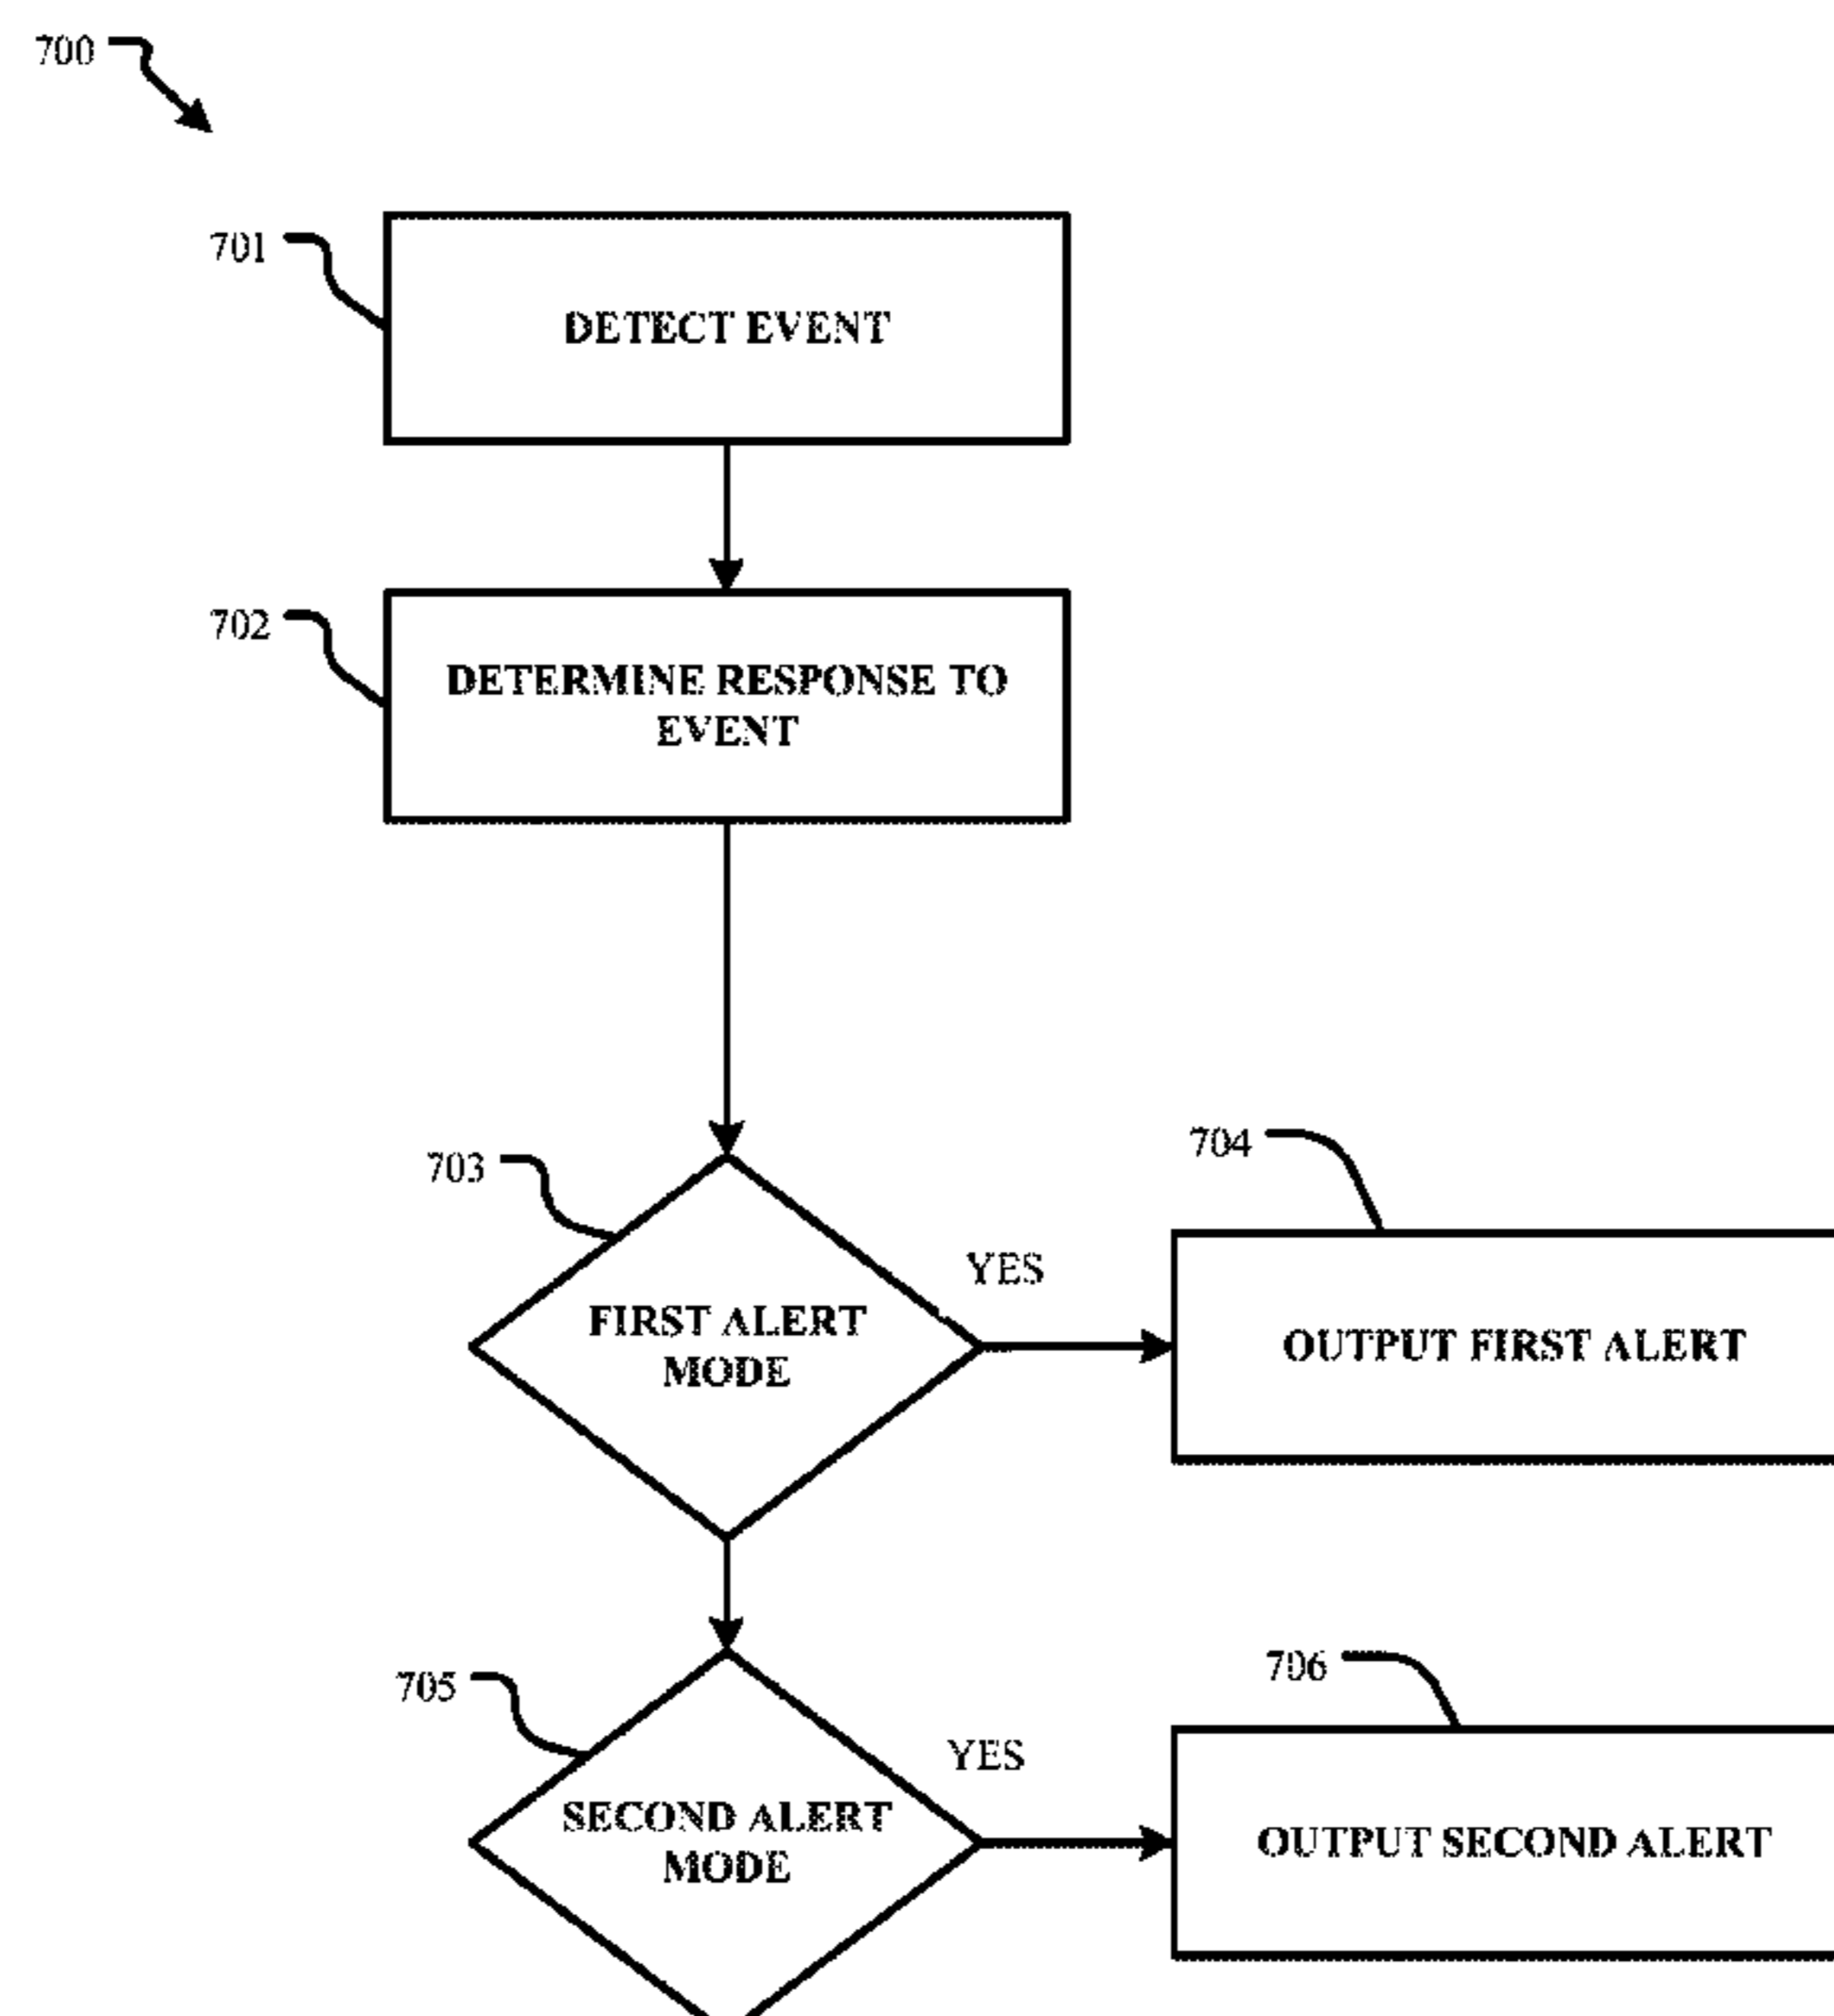 700
701
DETECT EVENT
702
DETERMINE RESPONSE TO
EVENT
703
704
YES
FIRST ALERT
MODE
OUTPUT FIRST ALERT
705
706
YES
SECOND ALERT
MODE
OUTPUT SECOND ALERT